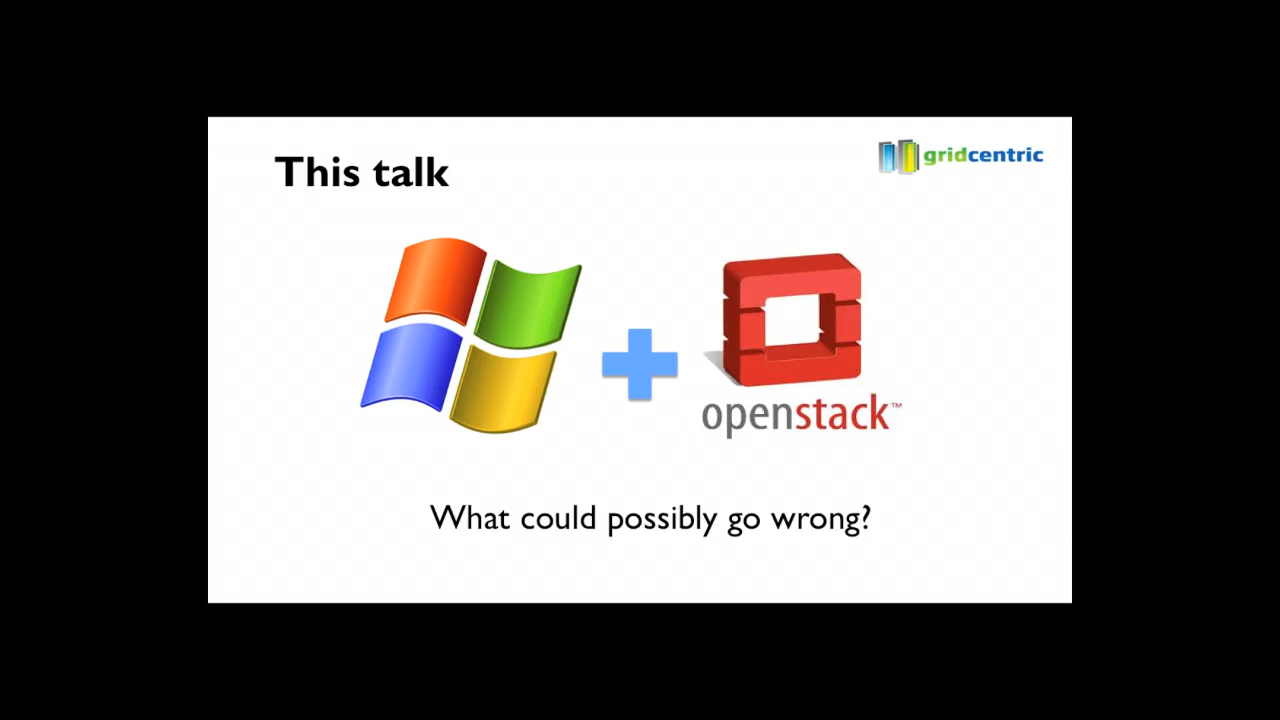 This talk
gridcentric
openstack™
What could possibly go wrong?